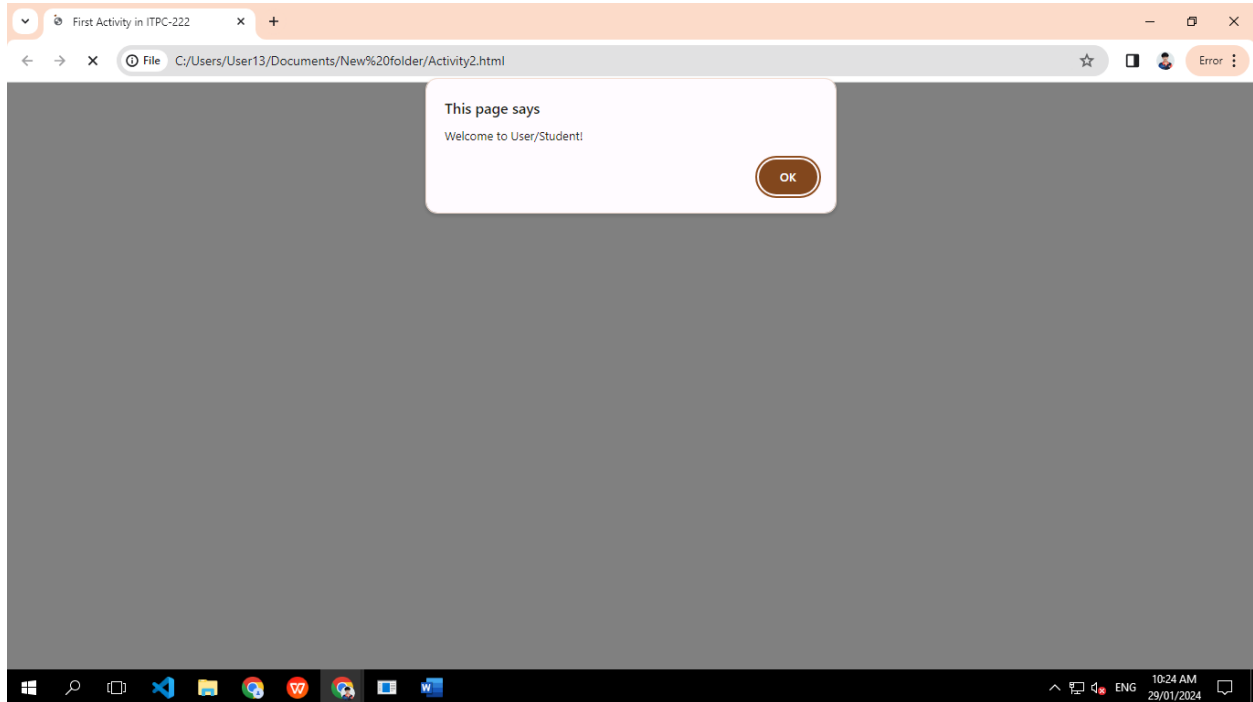 First Activity in ITPC-222
File C:/Users/User13/Documents/New%20folder/Activity2.html
Error
This page says
Welcome to User/Student!
OK
W
W
ENG
10:24 AM
29/01/2024